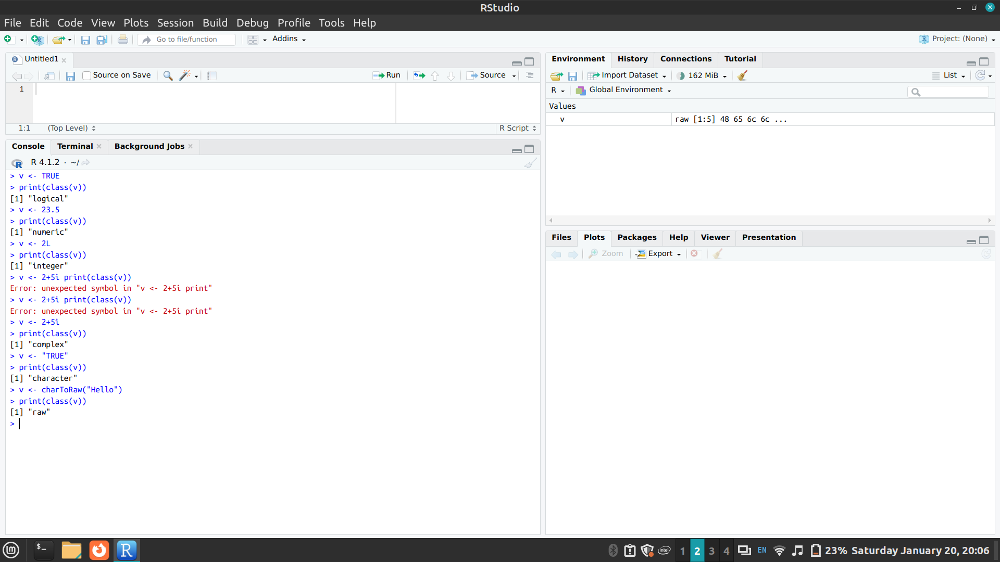 RStudio
File Edit Code View Plots Session Build Debug Profile Tools Help
Go to file/function Addins Project: (None)
Untitled1
Source on Save Run Source
1
1:1 (Top Level) R Script
Console Terminal Background Jobs
R 4.1.2 · ~/
> v <- TRUE
> print(class(v))
[1] "logical"
> v <- 23.5
> print(class(v))
[1] "numeric"
> v <- 2L
> print(class(v))
[1] "integer"
> v <- 2+5i print(class(v))
Error: unexpected symbol in "v <- 2+5i print"
> v <- 2+5i print(class(v))
Error: unexpected symbol in "v <- 2+5i print"
> v <- 2+5i
> print(class(v))
[1] "complex"
> v <- "TRUE"
> print(class(v))
[1] "character"
> v <- charToRaw("Hello")
> print(class(v))
[1] "raw"
>
Environment History Connections Tutorial
Import Dataset 162 MiB List
R Global Environment
Values
v raw [1:5] 48 65 6c 6c ...
Files Plots Packages Help Viewer Presentation
Zoom Export
lm $_ R intel 1 2 3 4 EN 23% Saturday January 20, 20:06